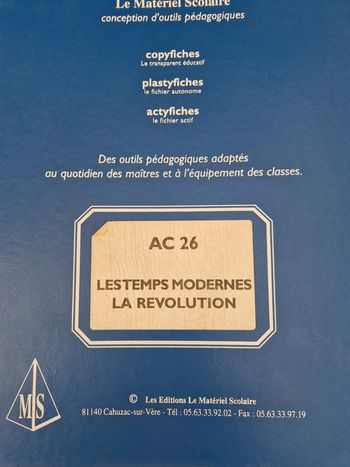 Le Matériel Scolaire
conception d'outils pédagogiques
copyfiches
Le transparent éducatif
plastyfiches
le fichier autonome
actyfiches
le fichier actif
Des outils pédagogiques adaptés
au quotidien des maîtres et à l'équipement des classes.
AC 26
LESTEMPS MODERNES
LA REVOLUTION
MS
© Les Editions Le Matériel Scolaire
81140 Cahuzac-sur-Vère - Tél : 05.63.33.92.02 - Fax : 05.63.33.97.19